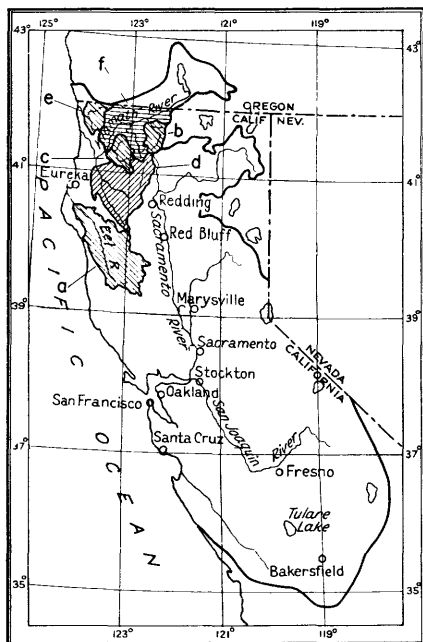 125° 123° 121° 119°
43°
43°
f
e
River
OREGON
CALIF. NEV.
b
c
41°
d
41°
Eureka
Redding
Sacramento
Red Bluff
Eel R.
a
PACIFIC
OCEAN
39°
Marysville
39°
River
Sacramento
NEVADA
CALIFORNIA
Stockton
Oakland
San Francisco
San Joaquin
River
37°
Santa Cruz
37°
Fresno
Tulare
Lake
35°
Bakersfield
35°
123° 121° 119°